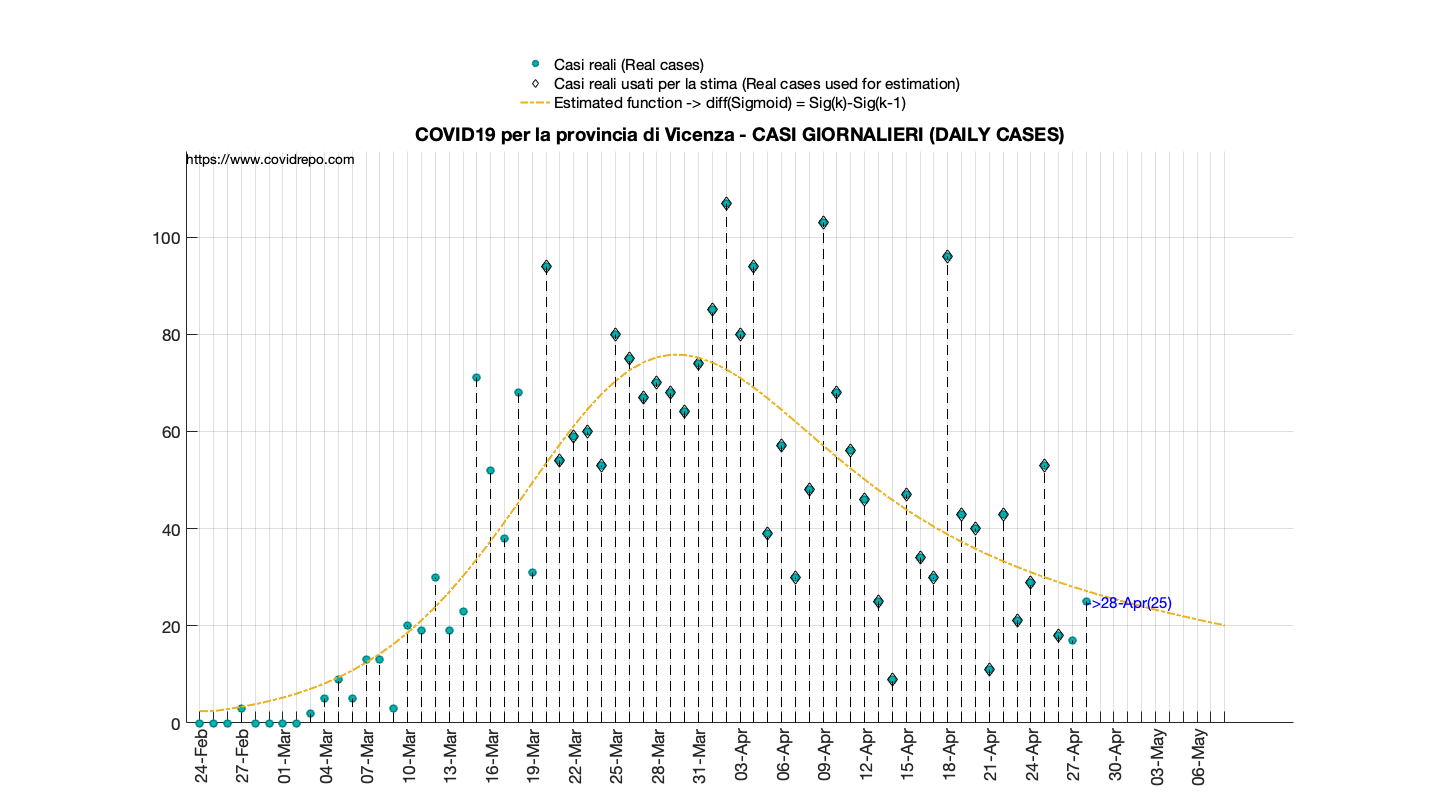 Casi reali (Real cases)
Casi reali usati per la stima (Real cases used for estimation)
Estimated function -> diff(Sigmoid) = Sig(k)-Sig(k-1)
COVID19 per la provincia di Vicenza - CASI GIORNALIERI (DAILY CASES)
https://www.covidrepo.com
100
80
60
40
20
0
>28-Apr(25)
24-Feb
27-Feb
01-Mar
04-Mar
07-Mar
10-Mar
13-Mar
16-Mar
19-Mar
22-Mar
25-Mar
28-Mar
31-Mar
03-Apr
06-Apr
09-Apr
12-Apr
15-Apr
18-Apr
21-Apr
24-Apr
27-Apr
30-Apr
03-May
06-May